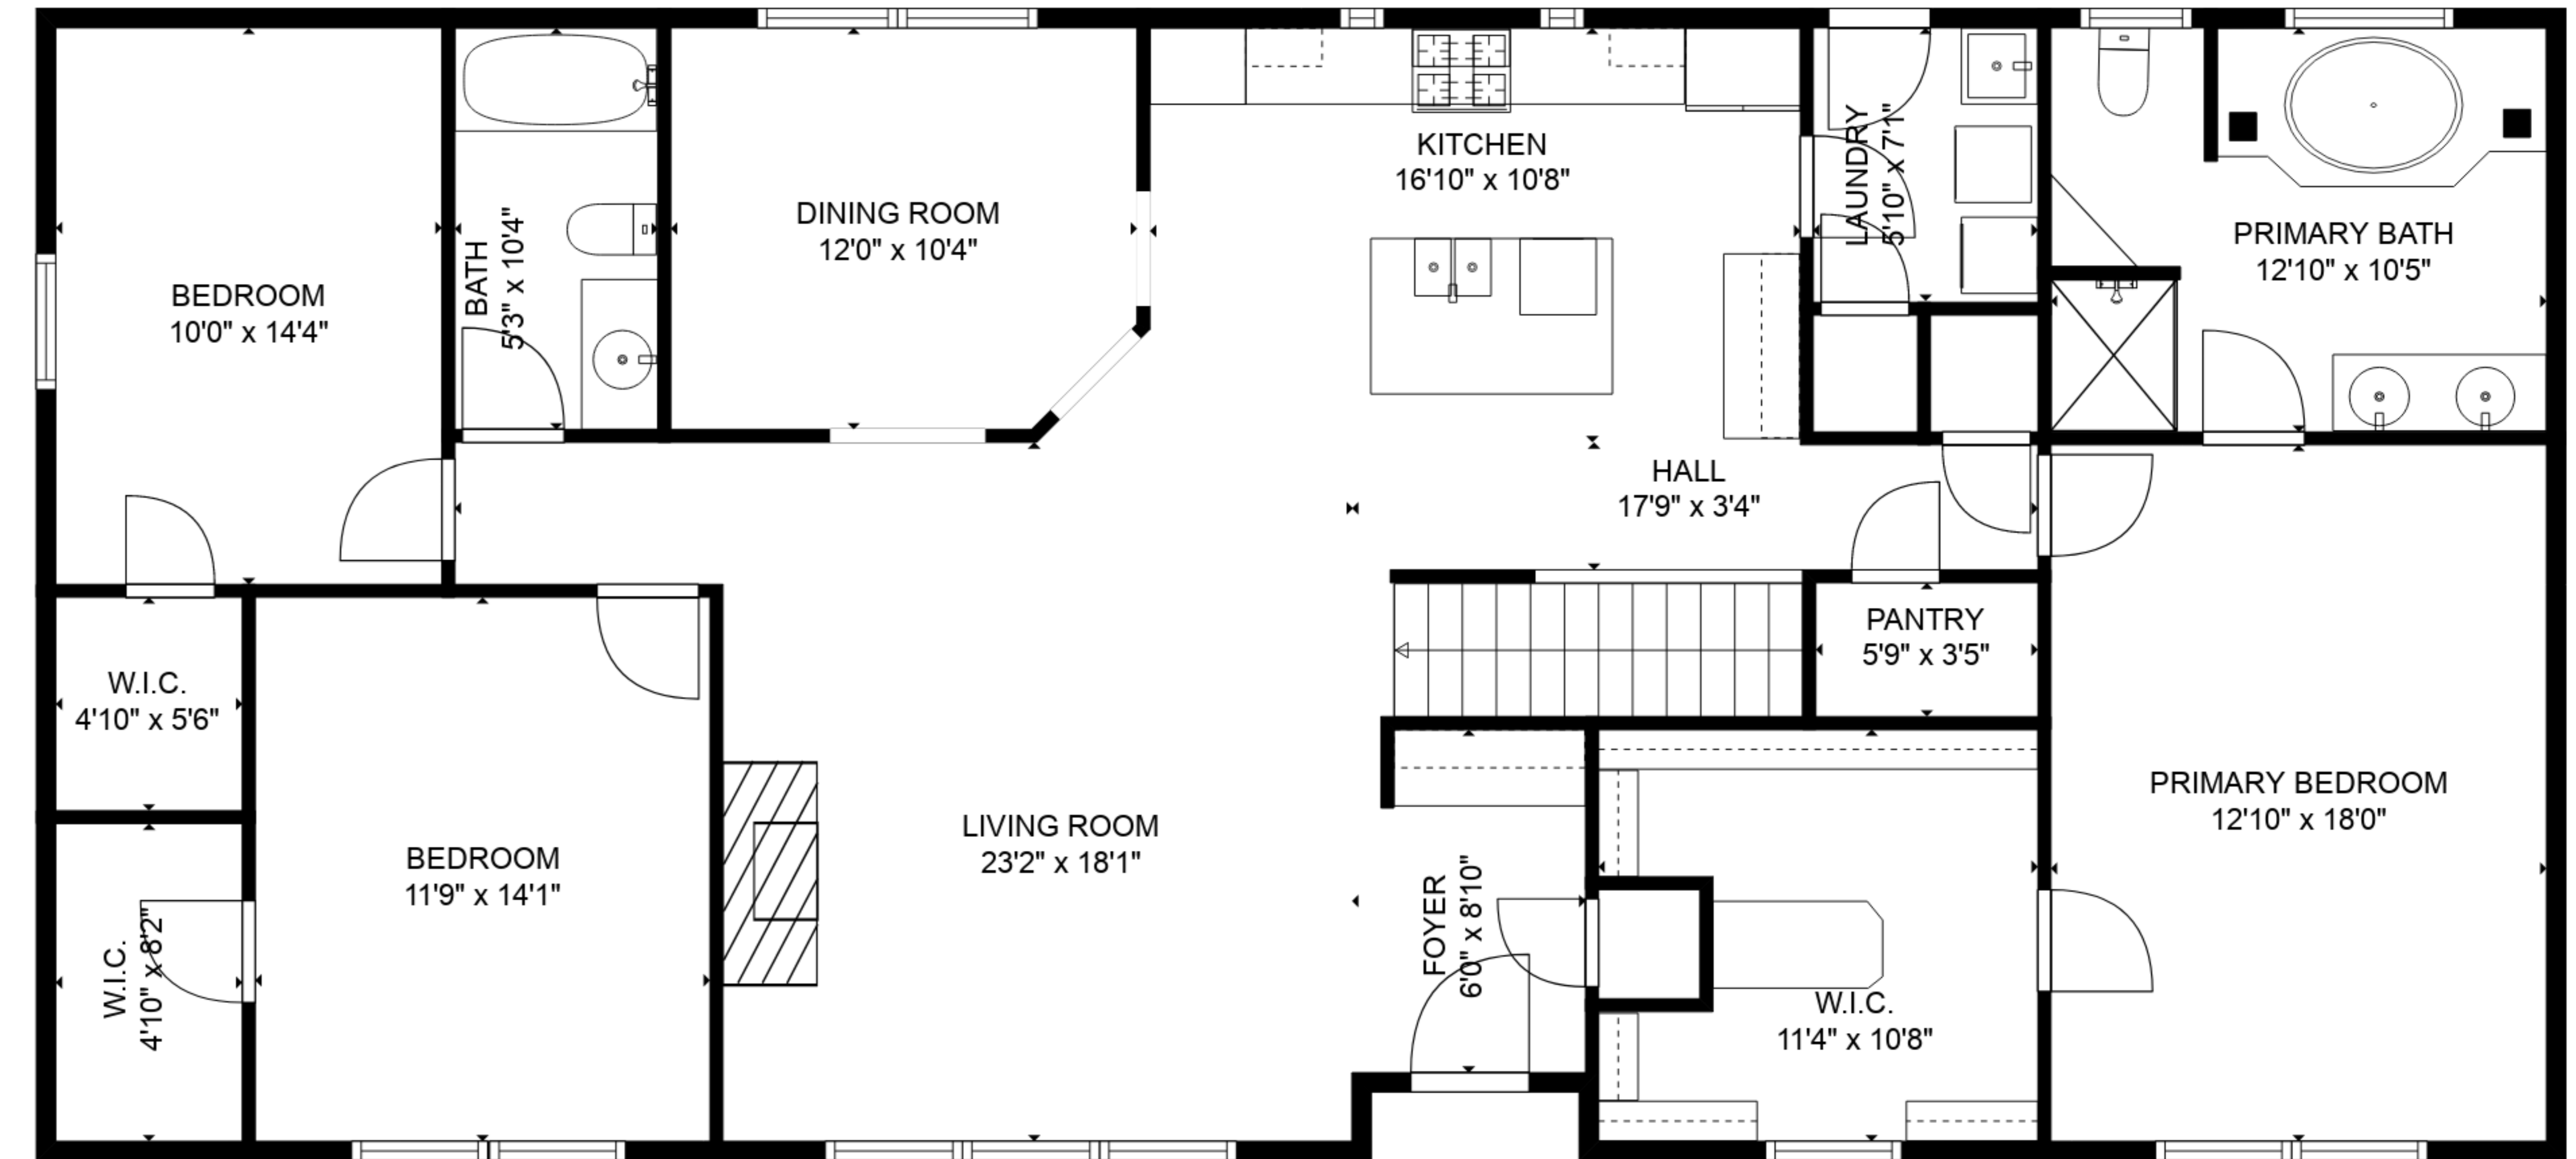 BEDROOM
10'0" x 14'4"
BATH
5'3" x 10'4"
DINING ROOM
12'0" x 10'4"
KITCHEN
16'10" x 10'8"
LAUNDRY
5'10" x 7'1"
PRIMARY BATH
12'10" x 10'5"
HALL
17'9" x 3'4"
PANTRY
5'9" x 3'5"
W.I.C.
4'10" x 5'6"
W.I.C.
4'10" x 8'2"
BEDROOM
11'9" x 14'1"
LIVING ROOM
23'2" x 18'1"
FOYER
6'0" x 8'10"
W.I.C.
11'4" x 10'8"
PRIMARY BEDROOM
12'10" x 18'0"